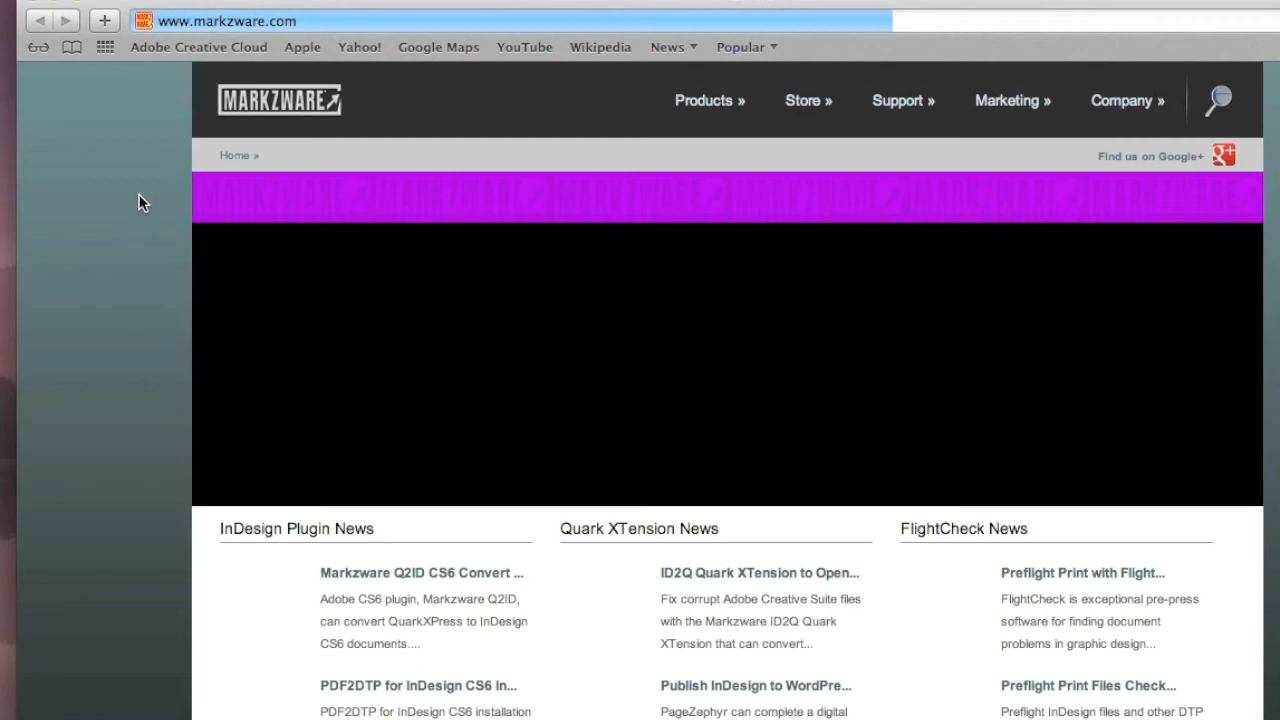 www.markzware.com
Adobe Creative Cloud Apple Yahoo! Google Maps YouTube Wikipedia News Popular
MARKZWARE
Products » Store » Support » Marketing » Company »
Home »
Find us on Google+
g+
MARKZWARE MARKZWARE MARKZWARE MARKZWARE MARKZWARE MARKZWARE
InDesign Plugin News
Markzware Q2ID CS6 Convert ...
Adobe CS6 plugin, Markzware Q2ID,
can convert QuarkXPress to InDesign
CS6 documents....
PDF2DTP for InDesign CS6 In...
PDF2DTP for InDesign CS6 installation
Quark XTension News
ID2Q Quark XTension to Open...
Fix corrupt Adobe Creative Suite files
with the Markzware ID2Q Quark
XTension that can convert...
Publish InDesign to WordPre...
PageZephyr can complete a digital
FlightCheck News
Preflight Print with Flight...
FlightCheck is exceptional pre-press
software for finding document
problems in graphic design...
Preflight Print Files Check...
Preflight InDesign files and other DTP